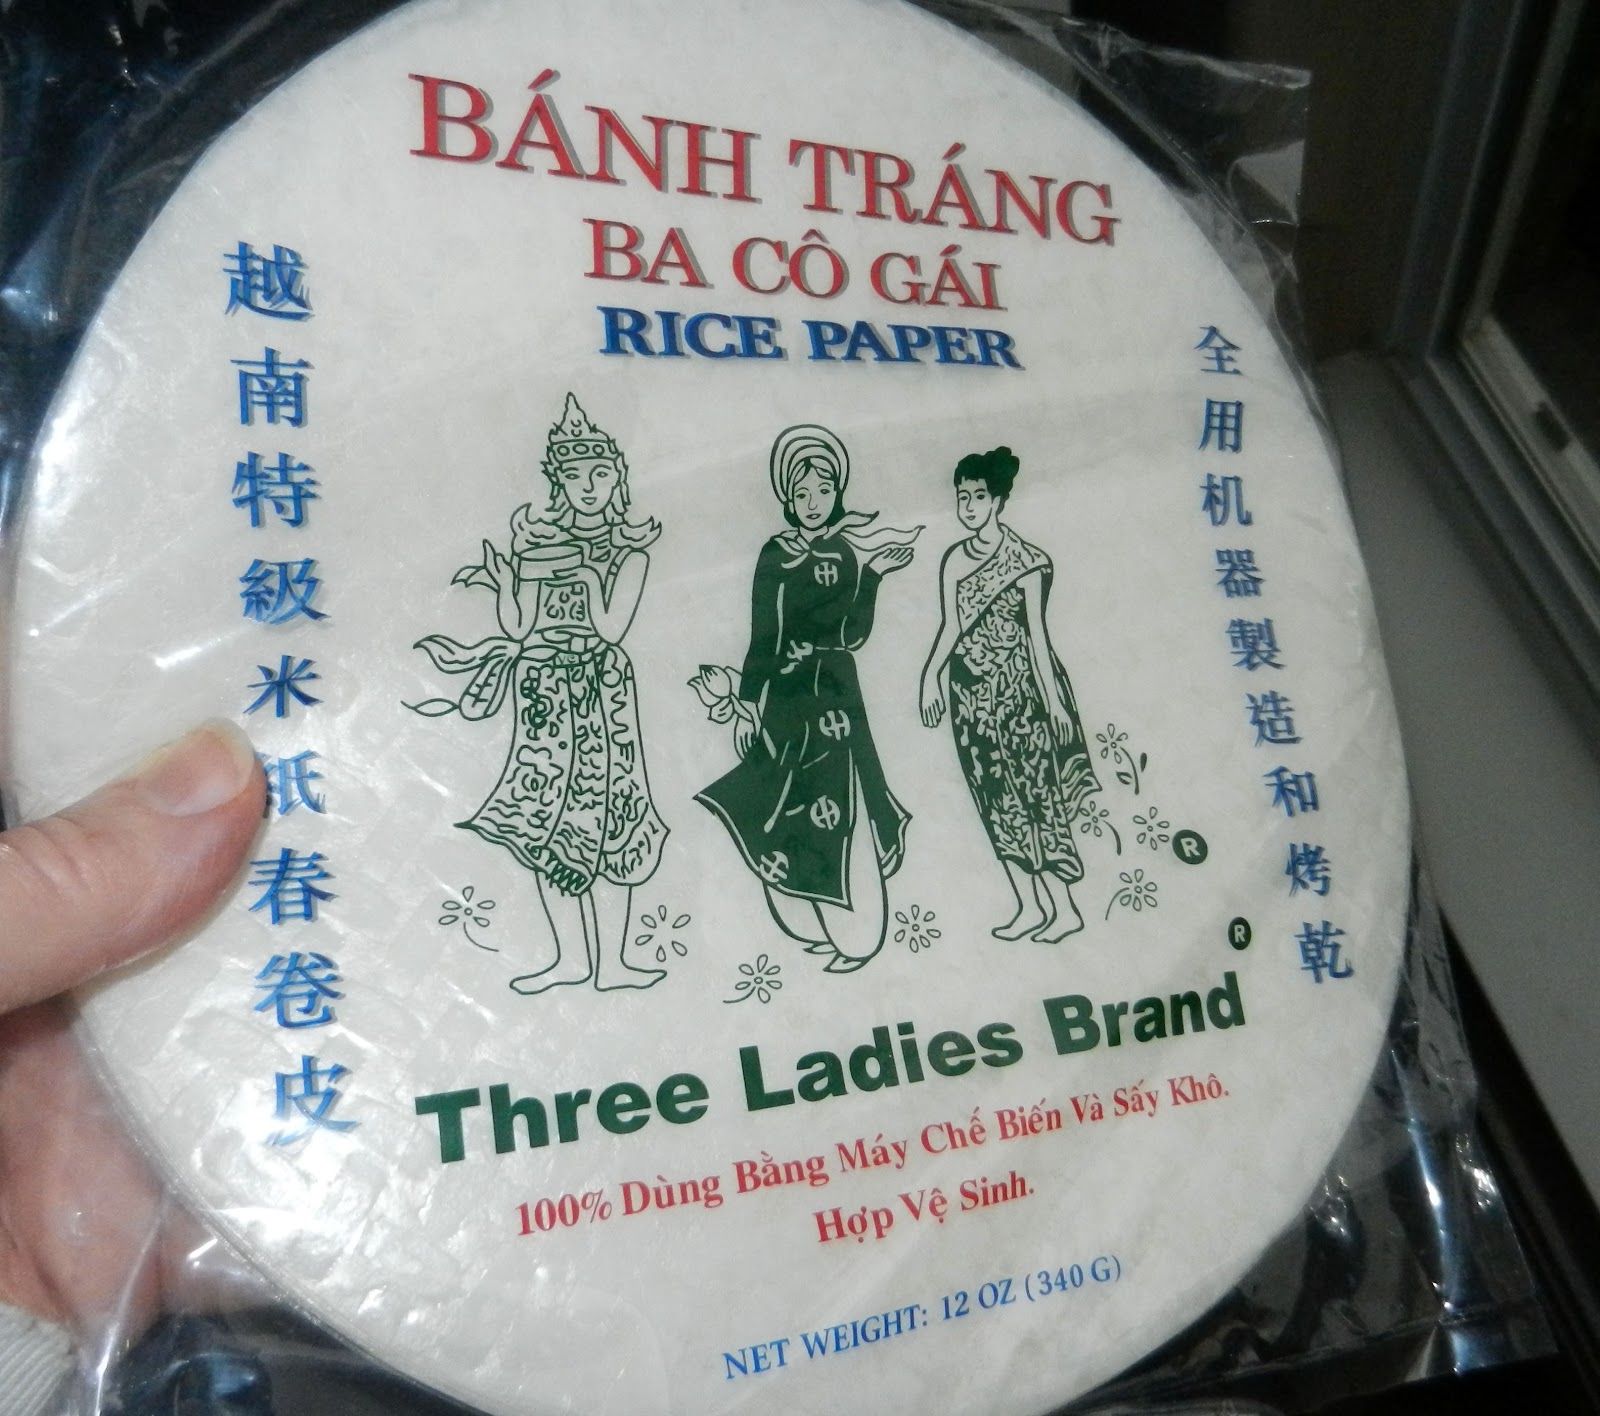 BÁNH TRÁNG
BA CÔ GÁI
RICE PAPER
越南特級米紙春卷皮
全用机器製造和烤乾
®
®
Three Ladies Brand
100% Dùng Bằng Máy Chế Biến Và Sấy Khô.
Hợp Vệ Sinh.
NET WEIGHT: 12 OZ (340 G)